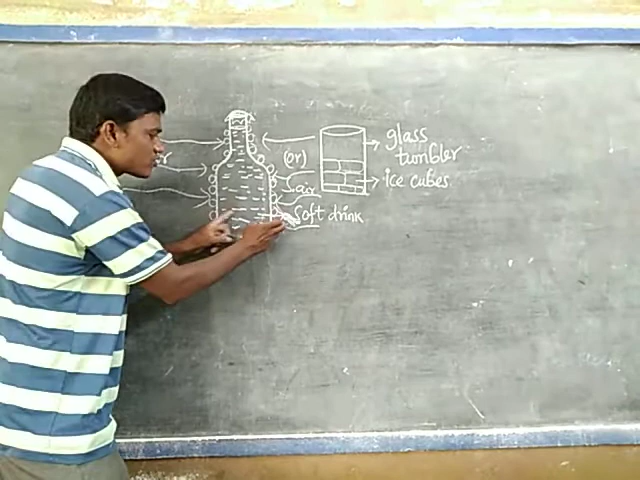 glass
tumbler
(or)
ice cubes
air
Soft drink